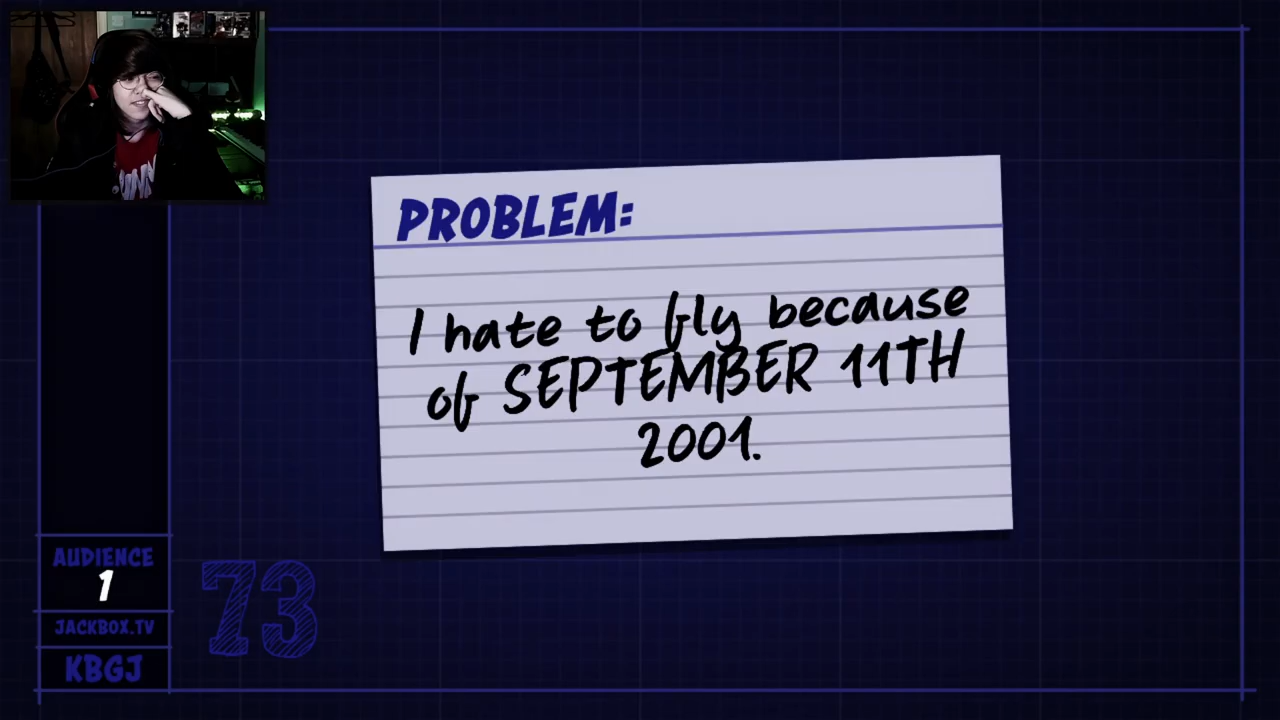 PROBLEM:
I hate to fly because
of SEPTEMBER 11TH
2001.
AUDIENCE
1
JACKBOX.TV
KBGJ
73